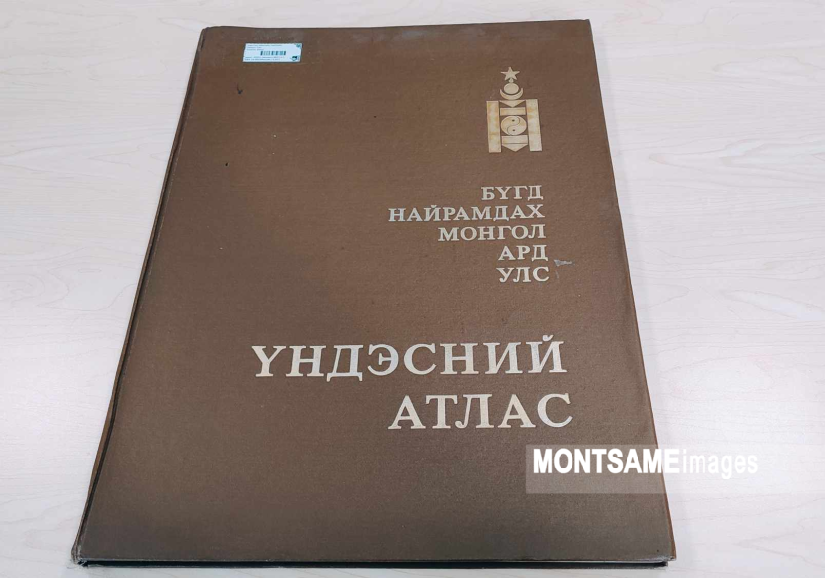 БҮГД
НАЙРАМДАХ
МОНГОЛ
АРД
УЛС
ҮНДЭСНИЙ
АТЛАС
MONTSAMEimages